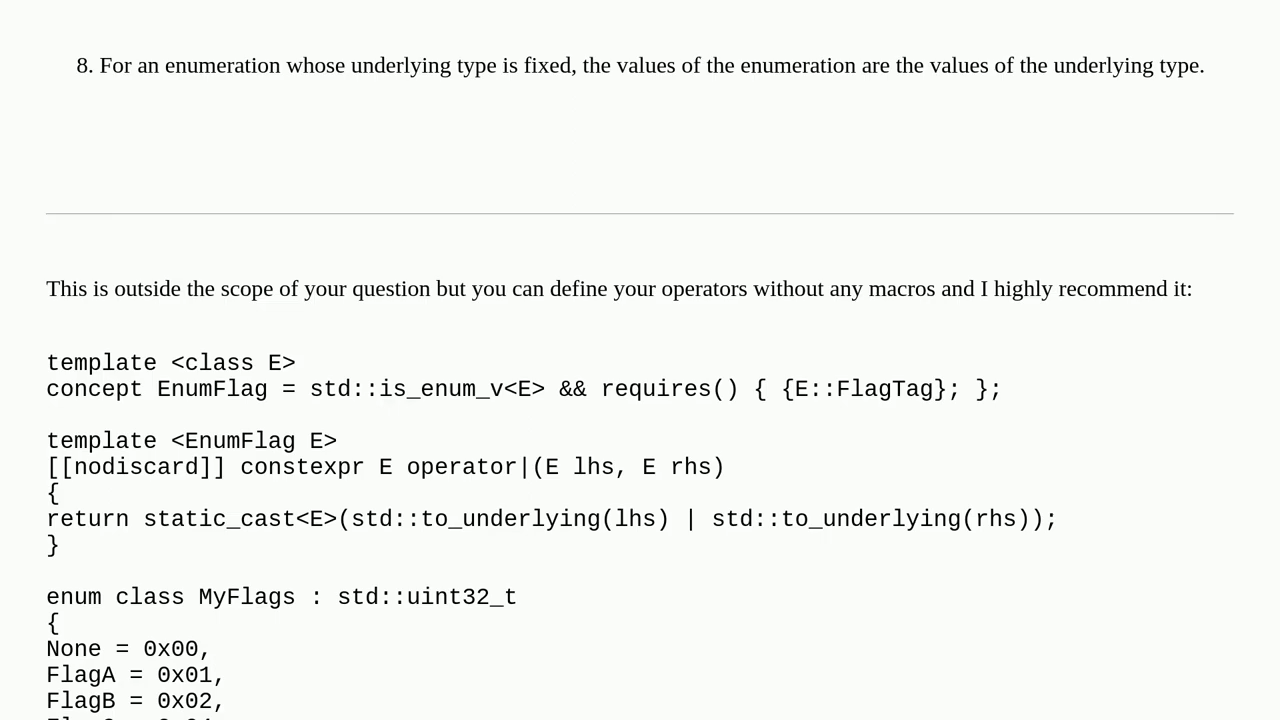 8. For an enumeration whose underlying type is fixed, the values of the enumeration are the values of the underlying type.
This is outside the scope of your question but you can define your operators without any macros and I highly recommend it:
template <class E>
concept EnumFlag = std::is_enum_v<E> && requires() { {E::FlagTag}; };
template <EnumFlag E>
[[nodiscard]] constexpr E operator|(E lhs, E rhs)
{
return static_cast<E>(std::to_underlying(lhs) | std::to_underlying(rhs));
}
enum class MyFlags : std::uint32_t
{
None = 0x00,
FlagA = 0x01,
FlagB = 0x02,